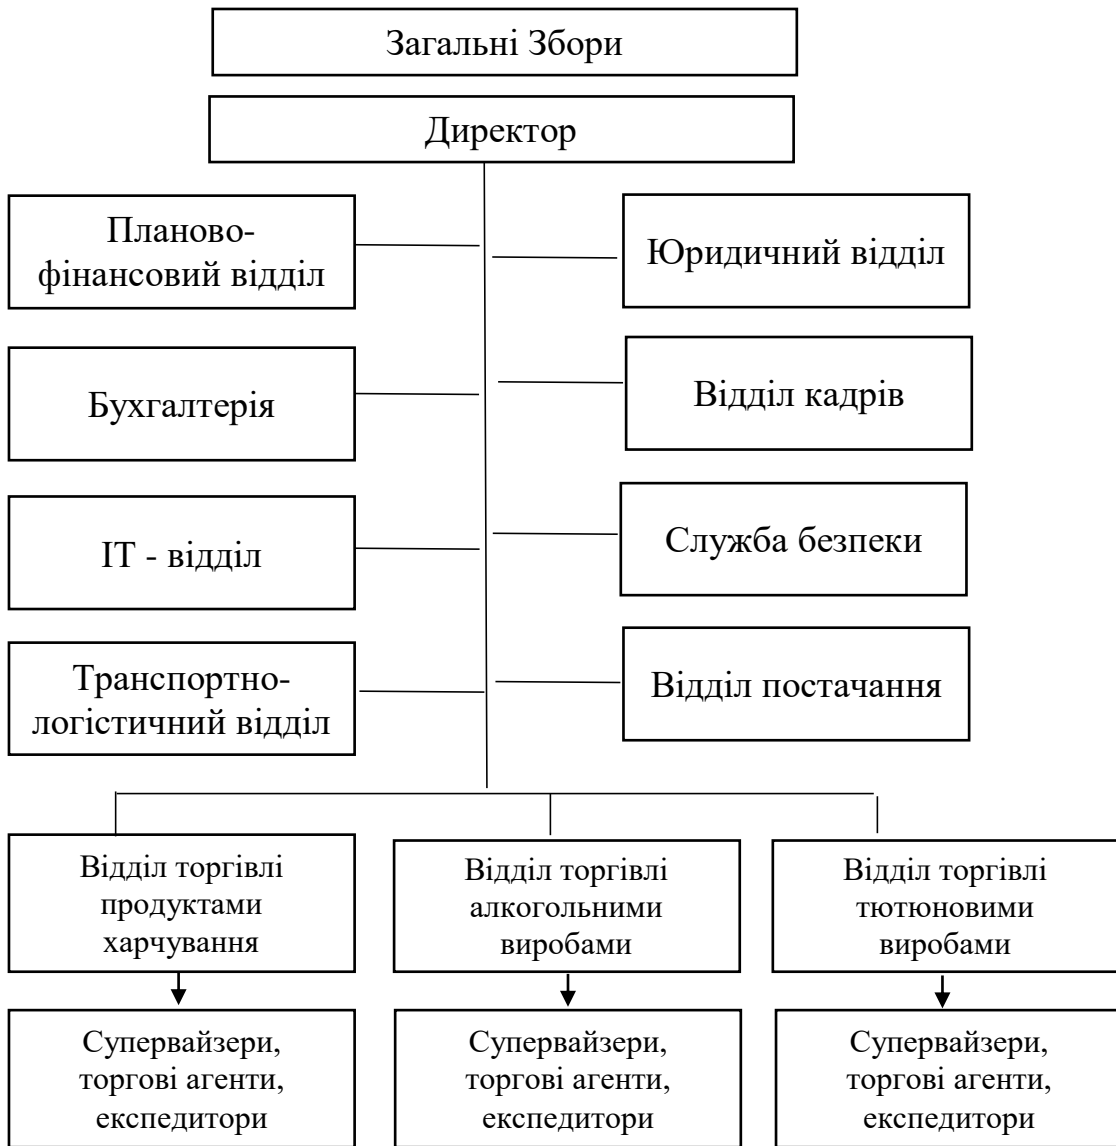 Загальні Збори
Директор
Планово-
фінансовий відділ
Юридичний відділ
Бухгалтерія
Відділ кадрів
ІТ - відділ
Служба безпеки
Транспортно-
логістичний відділ
Відділ постачання
Відділ торгівлі
продуктами
харчування
Відділ торгівлі
алкогольними
виробами
Відділ торгівлі
тютюновими
виробами
Супервайзери,
торгові агенти,
експедитори
Супервайзери,
торгові агенти,
експедитори
Супервайзери,
торгові агенти,
експедитори